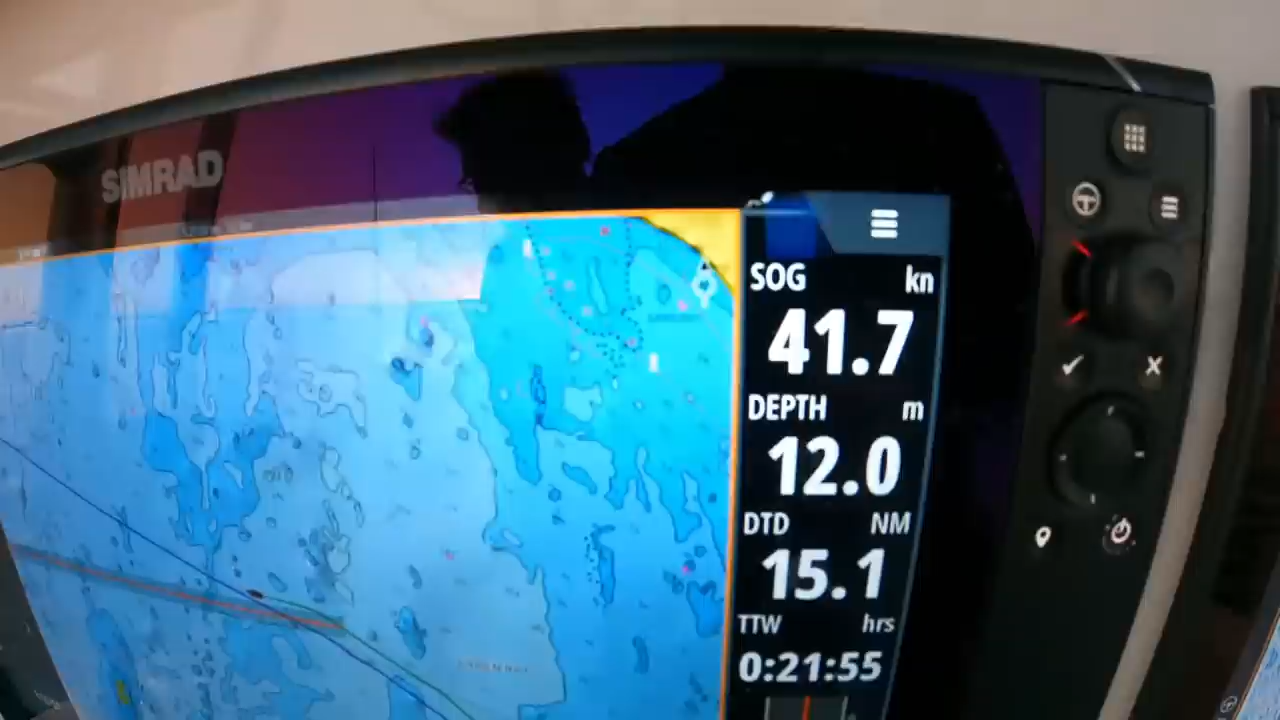 SIMRAD
SOG kn
41.7
DEPTH m
12.0
DTD NM
15.1
TTW hrs
0:21:55